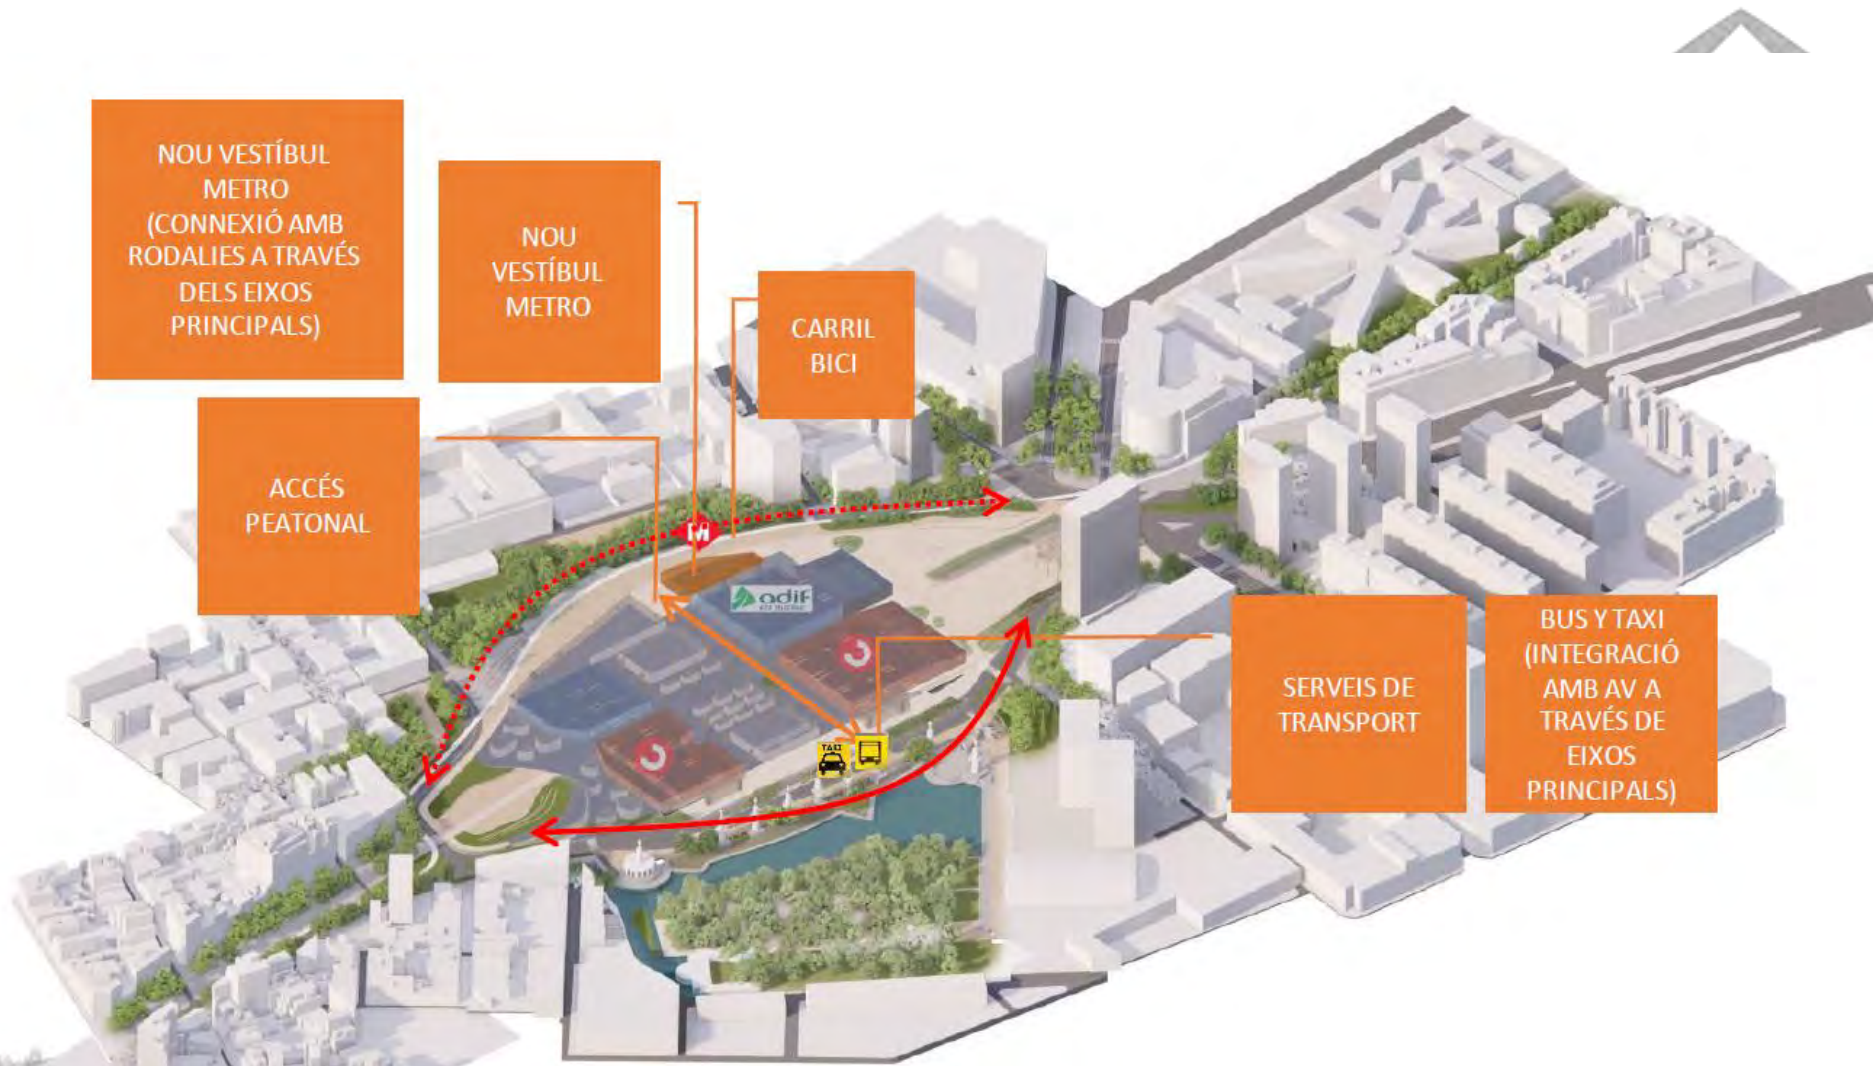 NOU VESTÍBUL
METRO
(CONNEXIÓ AMB
RODALIES A TRAVÉS
DELS EIXOS
PRINCIPALS)
NOU
VESTÍBUL
METRO
CARRIL
BICI
ACCÉS
PEATONAL
M
adif
TAXI
SERVEIS DE
TRANSPORT
BUS Y TAXI
(INTEGRACIÓ
AMB AV A
TRAVÉS DE
EIXOS
PRINCIPALS)